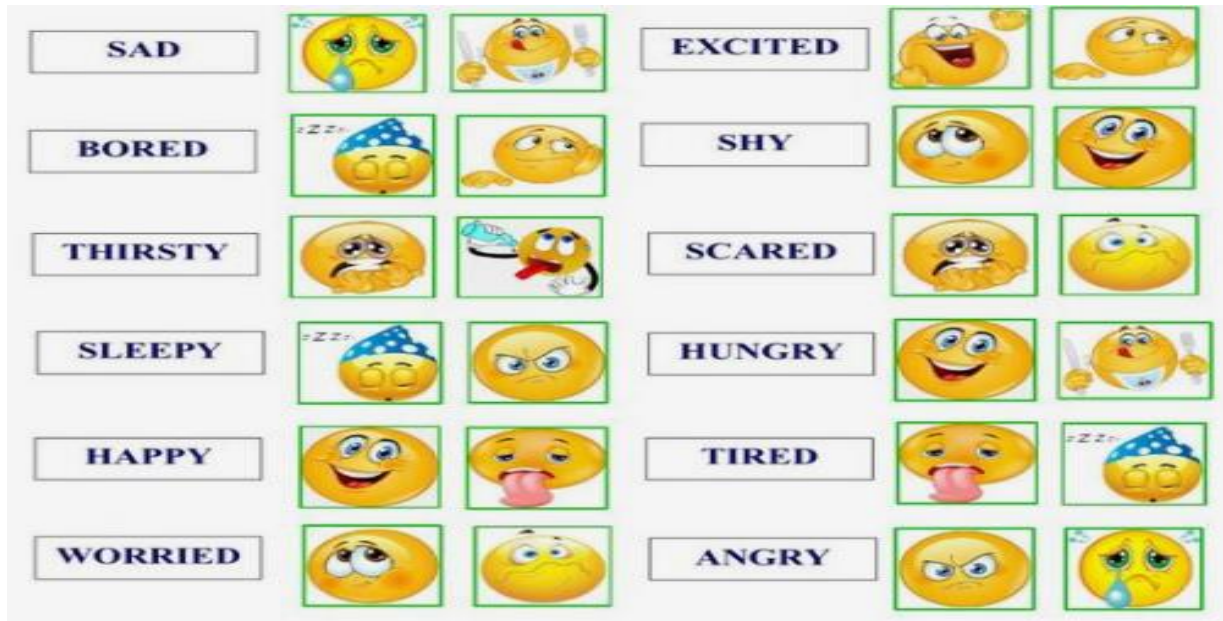 SAD
EXCITED
BORED
SHY
THIRSTY
SCARED
SLEEPY
HUNGRY
HAPPY
TIRED
WORRIED
ANGRY